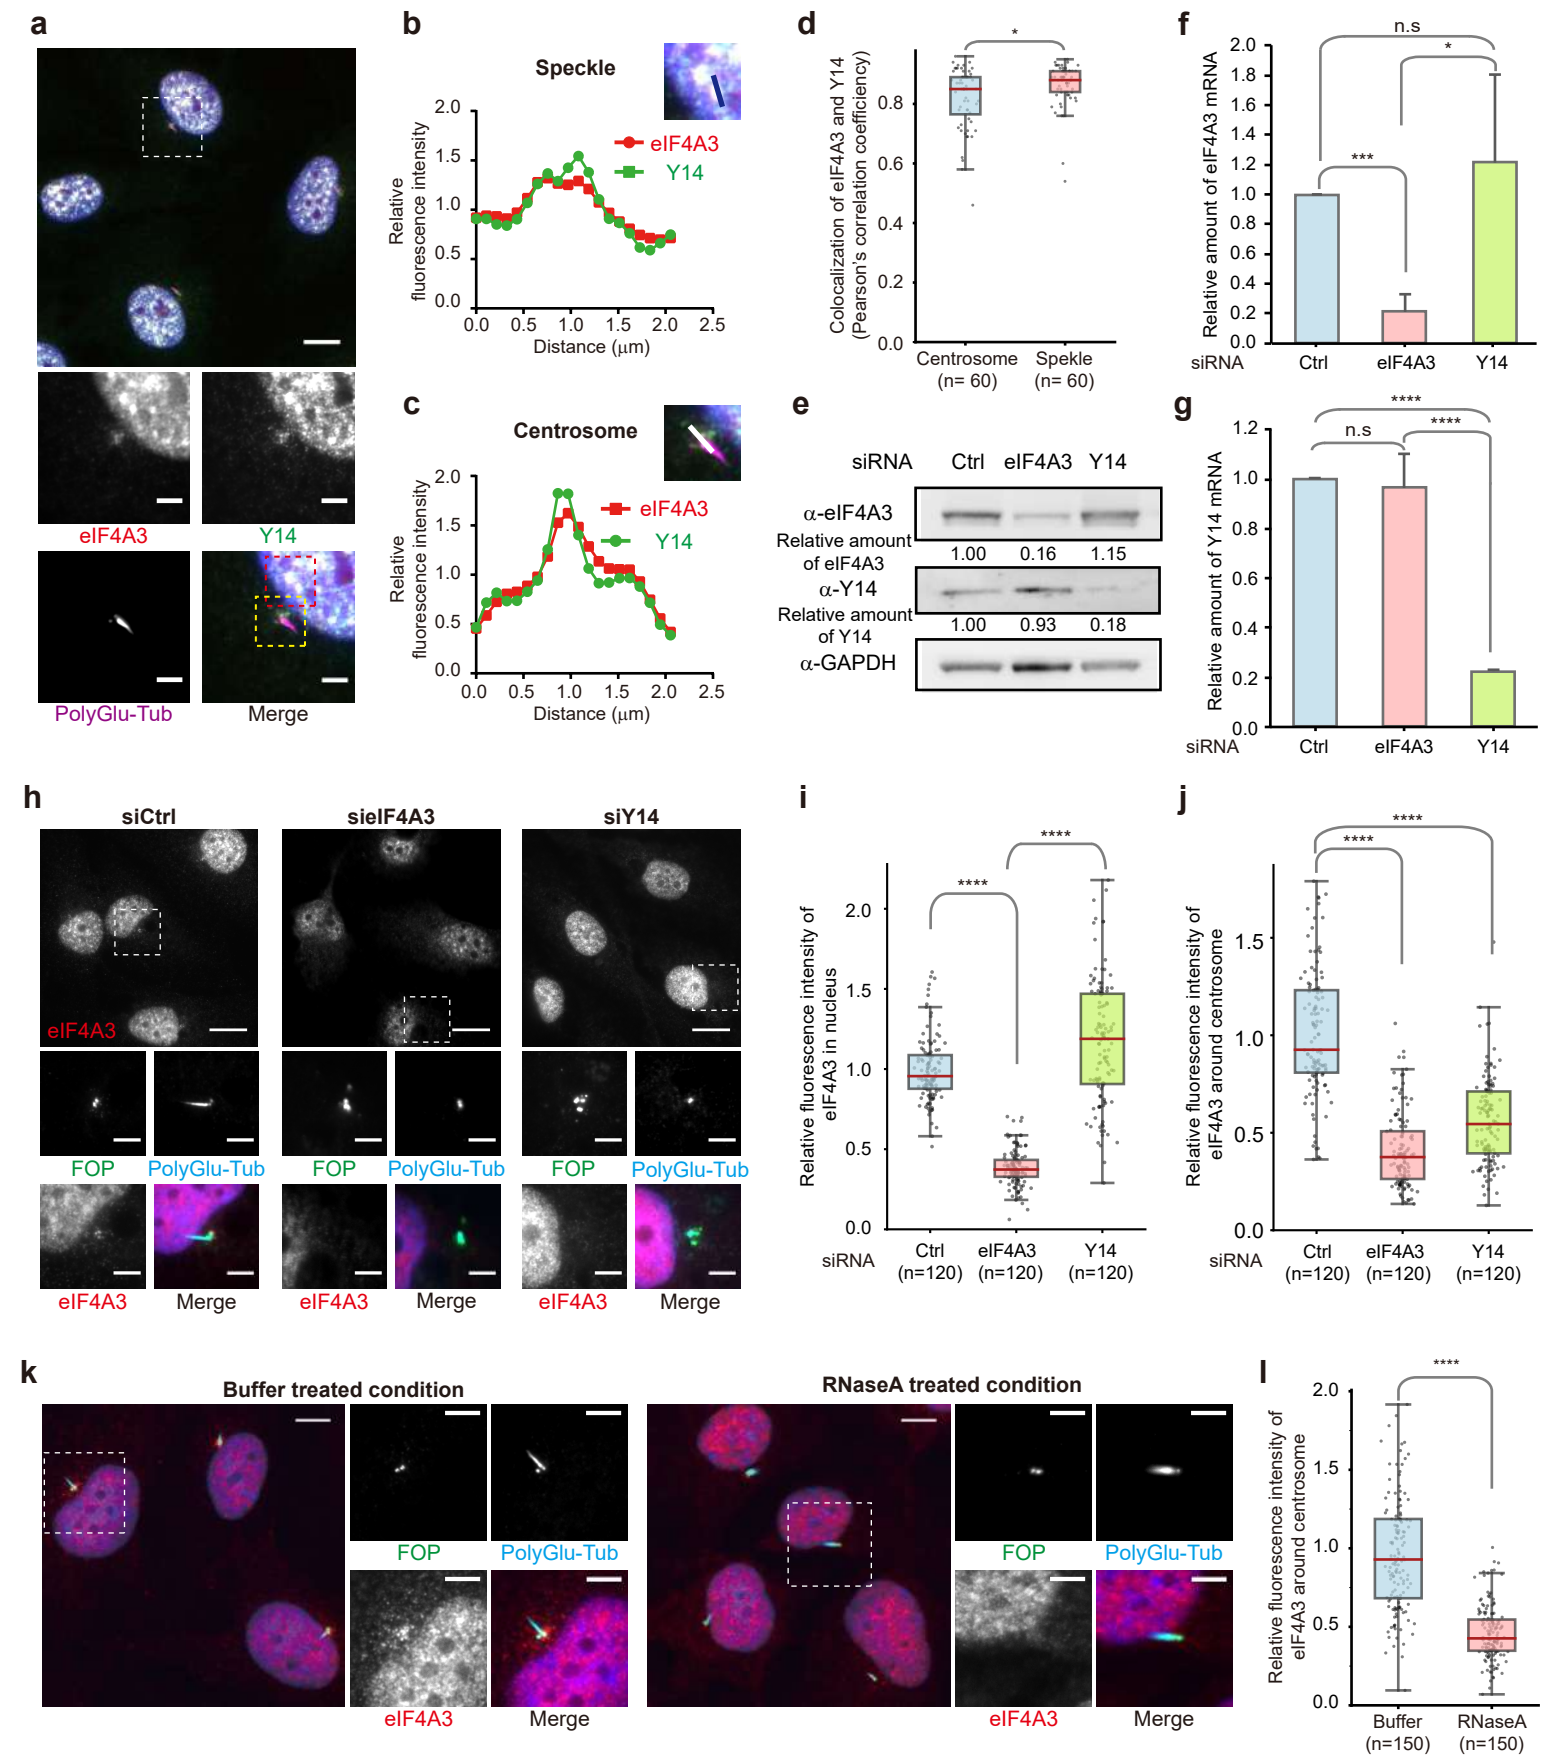 a
eIF4A3
Y14
PolyGlu-Tub
Merge
b
Speckle
Relative
fluorescence intensity
2.0
1.5
1.0
0.5
0.0
eIF4A3
Y14
0.0
0.5
1.0
1.5
2.0
2.5
Distance (μm)
c
Centrosome
Relative
fluorescence intensity
2.0
1.5
1.0
0.5
0.0
eIF4A3
Y14
0.0
0.5
1.0
1.5
2.0
2.5
Distance (μm)
d
Colocalization of eIF4A3 and Y14
(Pearson's correlation coefficiency)
*
0.8
0.6
0.4
0.2
0.0
Centrosome
(n= 60)
Spekle
(n= 60)
e
siRNA Ctrl eIF4A3 Y14
α-eIF4A3
Relative amount
of eIF4A3
1.00 0.16 1.15
α-Y14
Relative amount
of Y14
1.00 0.93 0.18
α-GAPDH
f
Relative amount of eIF4A3 mRNA
n.s
*
***
2.0
1.8
1.6
1.4
1.2
1.0
0.8
0.6
0.4
0.2
0.0
siRNA Ctrl eIF4A3 Y14
g
Relative amount of Y14 mRNA
****
n.s
****
1.2
1.0
0.8
0.6
0.4
0.2
0.0
siRNA Ctrl eIF4A3 Y14
h
siCtrl
sieIF4A3
siY14
eIF4A3
FOP
PolyGlu-Tub
FOP
PolyGlu-Tub
FOP
PolyGlu-Tub
eIF4A3
Merge
eIF4A3
Merge
eIF4A3
Merge
i
Relative fluorescence intensity of
eIF4A3 in nucleus
****
****
2.0
1.5
1.0
0.5
0.0
siRNA
Ctrl
(n=120)
eIF4A3
(n=120)
Y14
(n=120)
j
Relative fluorescence intensity of
eIF4A3 around centrosome
****
****
1.5
1.0
0.5
0.0
siRNA
Ctrl
(n=120)
eIF4A3
(n=120)
Y14
(n=120)
k
Buffer treated condition
FOP
PolyGlu-Tub
eIF4A3
Merge
RNaseA treated condition
FOP
PolyGlu-Tub
eIF4A3
Merge
l
Relative fluorescence intensity of
eIF4A3 around centrosome
****
2.0
1.5
1.0
0.5
0.0
Buffer
(n=150)
RNaseA
(n=150)